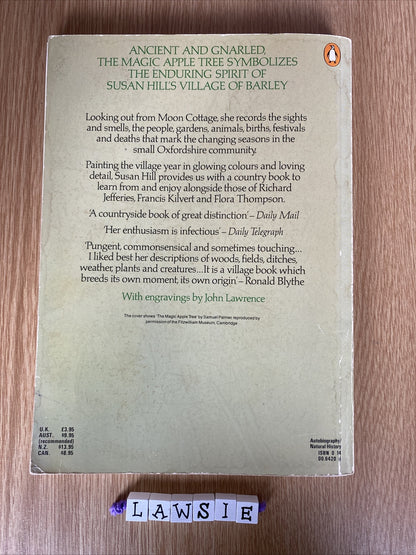 ANCIENT AND GNARLED,
THE MAGIC APPLE TREE SYMBOLIZES
THE ENDURING SPIRIT OF
SUSAN HILL'S VILLAGE OF BARLEY
Looking out from Moon Cottage, she records the sights
and smells, the people, gardens, animals, births, festivals
and deaths that mark the changing seasons in the
small Oxfordshire community.
Painting the village year in glowing colours and loving
detail, Susan Hill provides us with a country book to
learn from and enjoy alongside those of Richard
Jefferies, Francis Kilvert and Flora Thompson.
'A countryside book of great distinction' – Daily Mail
'Her enthusiasm is infectious' – Daily Telegraph
'Pungent, commonsensical and sometimes touching...
I liked best her descriptions of woods, fields, ditches,
weather, plants and creatures...It is a village book which
breeds its own moment, its own origin' – Ronald Blythe
With engravings by John Lawrence
The cover shows 'The Magic Apple Tree' by Samuel Palmer, reproduced by
permission of the Fitzwilliam Museum, Cambridge
U.K. £3.95
AUST. $9.95
(recommended)
N.Z. $13.95
CAN. $8.95
Autobiography/
Natural History
ISBN 0 14
00.6420
LAWSIE